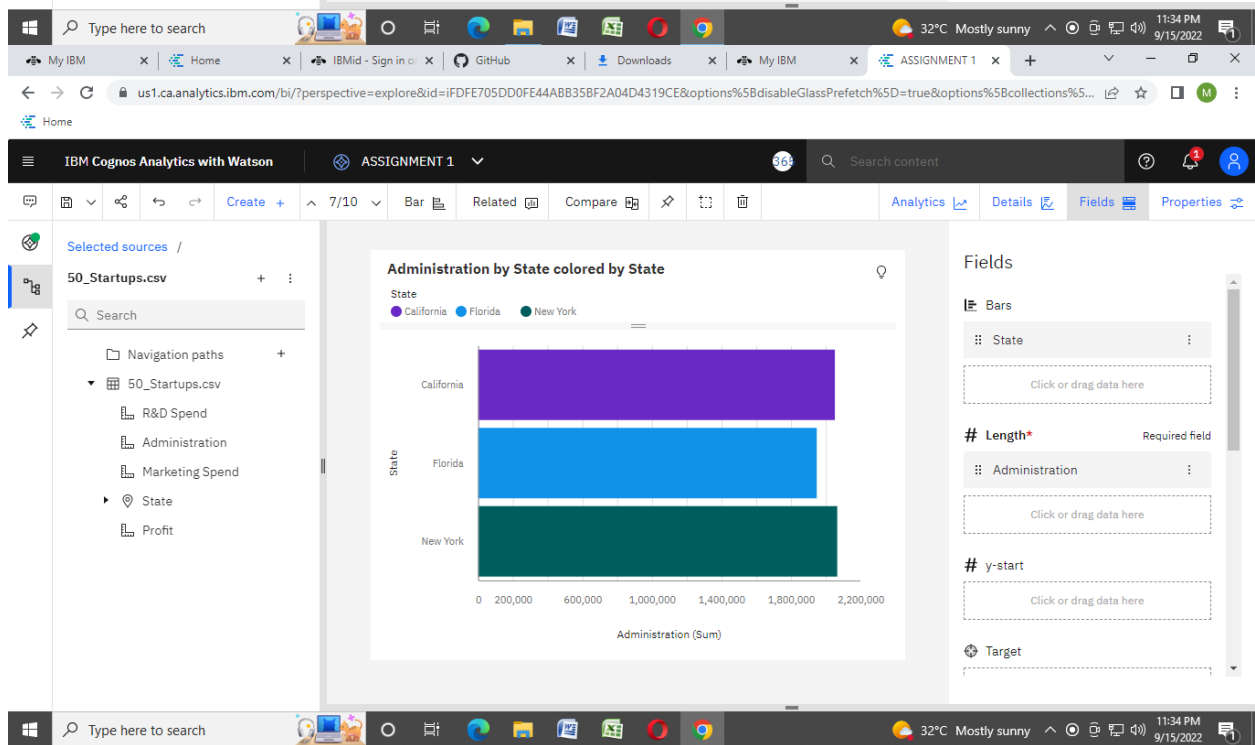 Type here to search
32°C Mostly sunny
11:34 PM
9/15/2022
1
My IBM
Home
IBMid - Sign in or
GitHub
Downloads
My IBM
ASSIGNMENT 1
us1.ca.analytics.ibm.com/bi/?perspective=explore&id=iFDFE705DD0FE44ABB35BF2A04D4319CE&options%5BdisableGlassPrefetch%5D=true&options%5Bcollections%5...
M
Home
IBM Cognos Analytics with Watson
ASSIGNMENT 1
365
Search content
1
Create +
7/10
Bar
Related
Compare
Analytics
Details
Fields
Properties
Selected sources /
50_Startups.csv
Search
Navigation paths
50_Startups.csv
R&D Spend
Administration
Marketing Spend
State
Profit
Administration by State colored by State
State
California
Florida
New York
State
California
Florida
New York
0 200,000 600,000 1,000,000 1,400,000 1,800,000 2,200,000
Administration (Sum)
Fields
Bars
State
Click or drag data here
# Length* Required field
Administration
Click or drag data here
# y-start
Click or drag data here
Target
Type here to search
32°C Mostly sunny
11:34 PM
9/15/2022
1